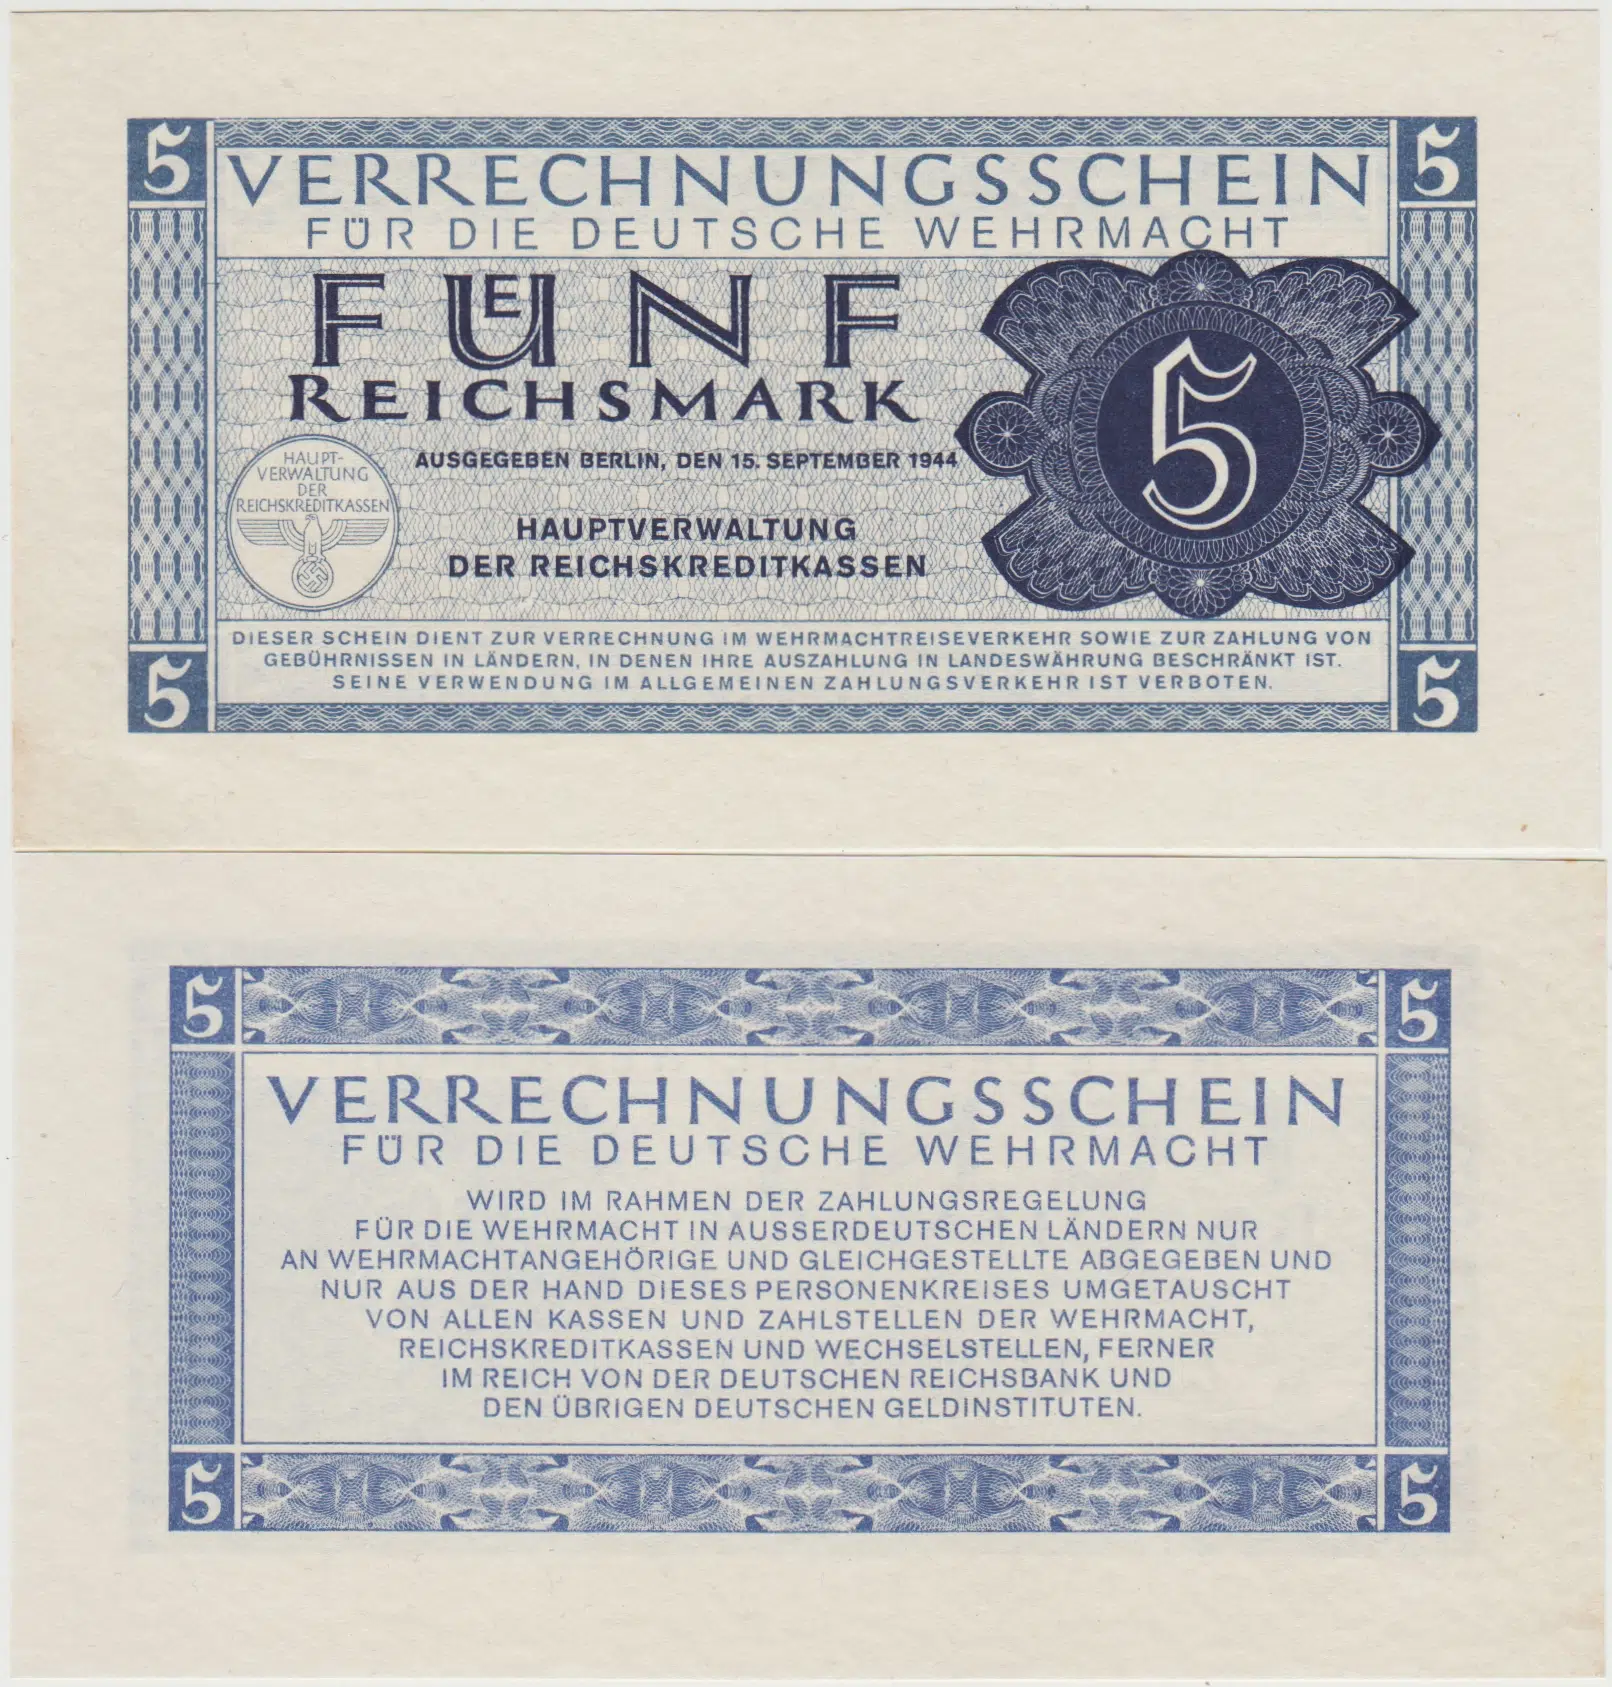 5 5
VERRECHNUNGSSCHEIN
FÜR DIE DEUTSCHE WEHRMACHT
FUENF
REICHSMARK
5
AUSGEGEBEN BERLIN, DEN 15. SEPTEMBER 1944
HAUPT-
VERWALTUNG
DER
REICHSKREDITKASSEN
HAUPTVERWALTUNG
DER REICHSKREDITKASSEN
DIESER SCHEIN DIENT ZUR VERRECHNUNG IM WEHRMACHTREISEVERKEHR SOWIE ZUR ZAHLUNG VON
GEBÜHRNISSEN IN LÄNDERN, IN DENEN IHRE AUSZAHLUNG IN LANDESWÄHRUNG BESCHRÄNKT IST.
SEINE VERWENDUNG IM ALLGEMEINEN ZAHLUNGSVERKEHR IST VERBOTEN.
5 5
5 5
VERRECHNUNGSSCHEIN
FÜR DIE DEUTSCHE WEHRMACHT
WIRD IM RAHMEN DER ZAHLUNGSREGELUNG
FÜR DIE WEHRMACHT IN AUSSERDEUTSCHEN LÄNDERN NUR
AN WEHRMACHTANGEHÖRIGE UND GLEICHGESTELLTE ABGEGEBEN UND
NUR AUS DER HAND DIESES PERSONENKREISES UMGETAUSCHT
VON ALLEN KASSEN UND ZAHLSTELLEN DER WEHRMACHT,
REICHSKREDITKASSEN UND WECHSELSTELLEN, FERNER
IM REICH VON DER DEUTSCHEN REICHSBANK UND
DEN ÜBRIGEN DEUTSCHEN GELDINSTITUTEN.
5 5